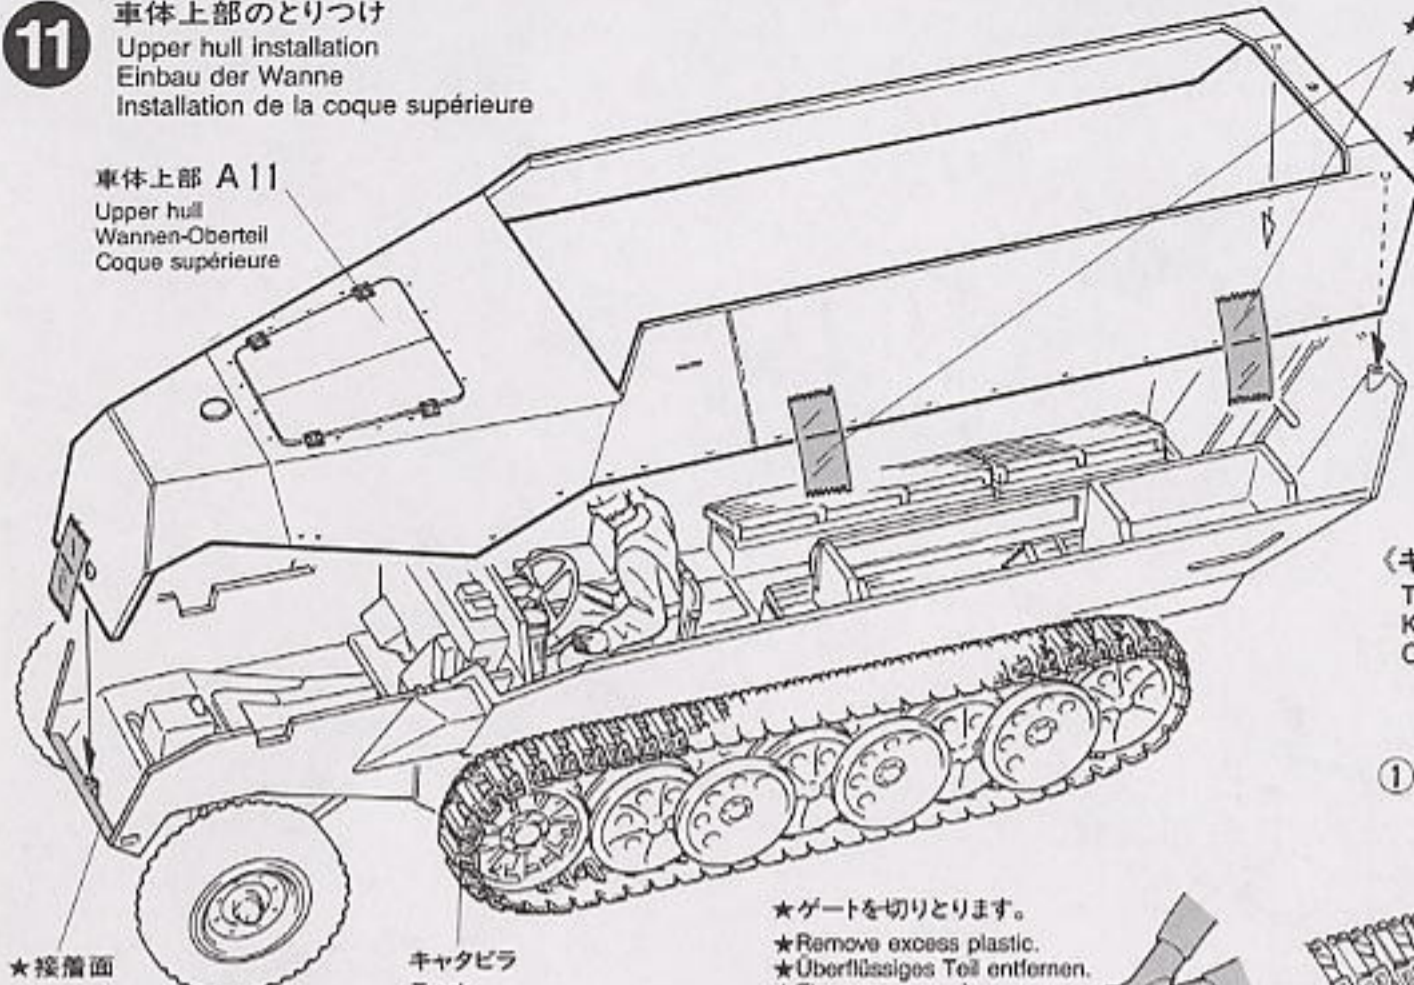 11
車体上部のとりつけ
Upper hull installation
Einbau der Wanne
Installation de la coque supérieure
車体上部 A11
Upper hull
Wannen-Oberteil
Coque supérieure
★
★
★
①
★接着面
キャタピラ
★ゲートを切りとります。
★Remove excess plastic.
★Überflüssiges Teil entfernen.